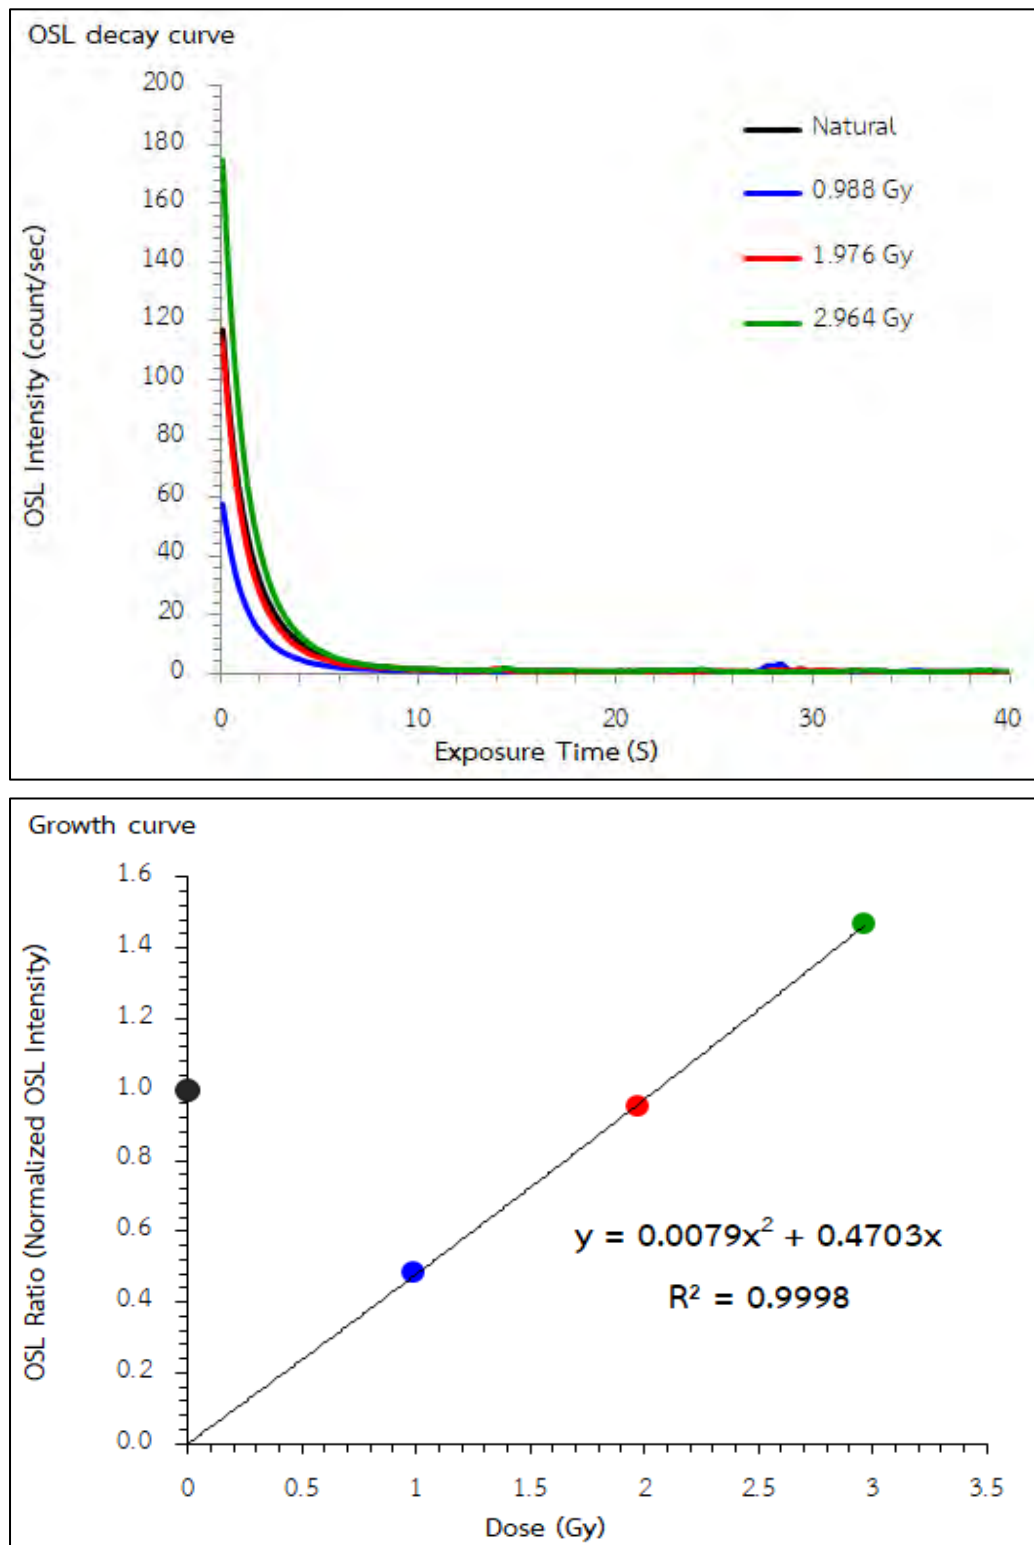 OSL decay curve
OSL Intensity (count/sec)
200
180
160
140
120
100
80
60
40
20
0
Natural
0.988 Gy
1.976 Gy
2.964 Gy
0 10 20 30 40
Exposure Time (S)
Growth curve
OSL Ratio (Normalized OSL Intensity)
1.6
1.4
1.2
1.0
0.8
0.6
0.4
0.2
0.0
y = 0.0079x² + 0.4703x
R² = 0.9998
0 0.5 1 1.5 2 2.5 3 3.5
Dose (Gy)